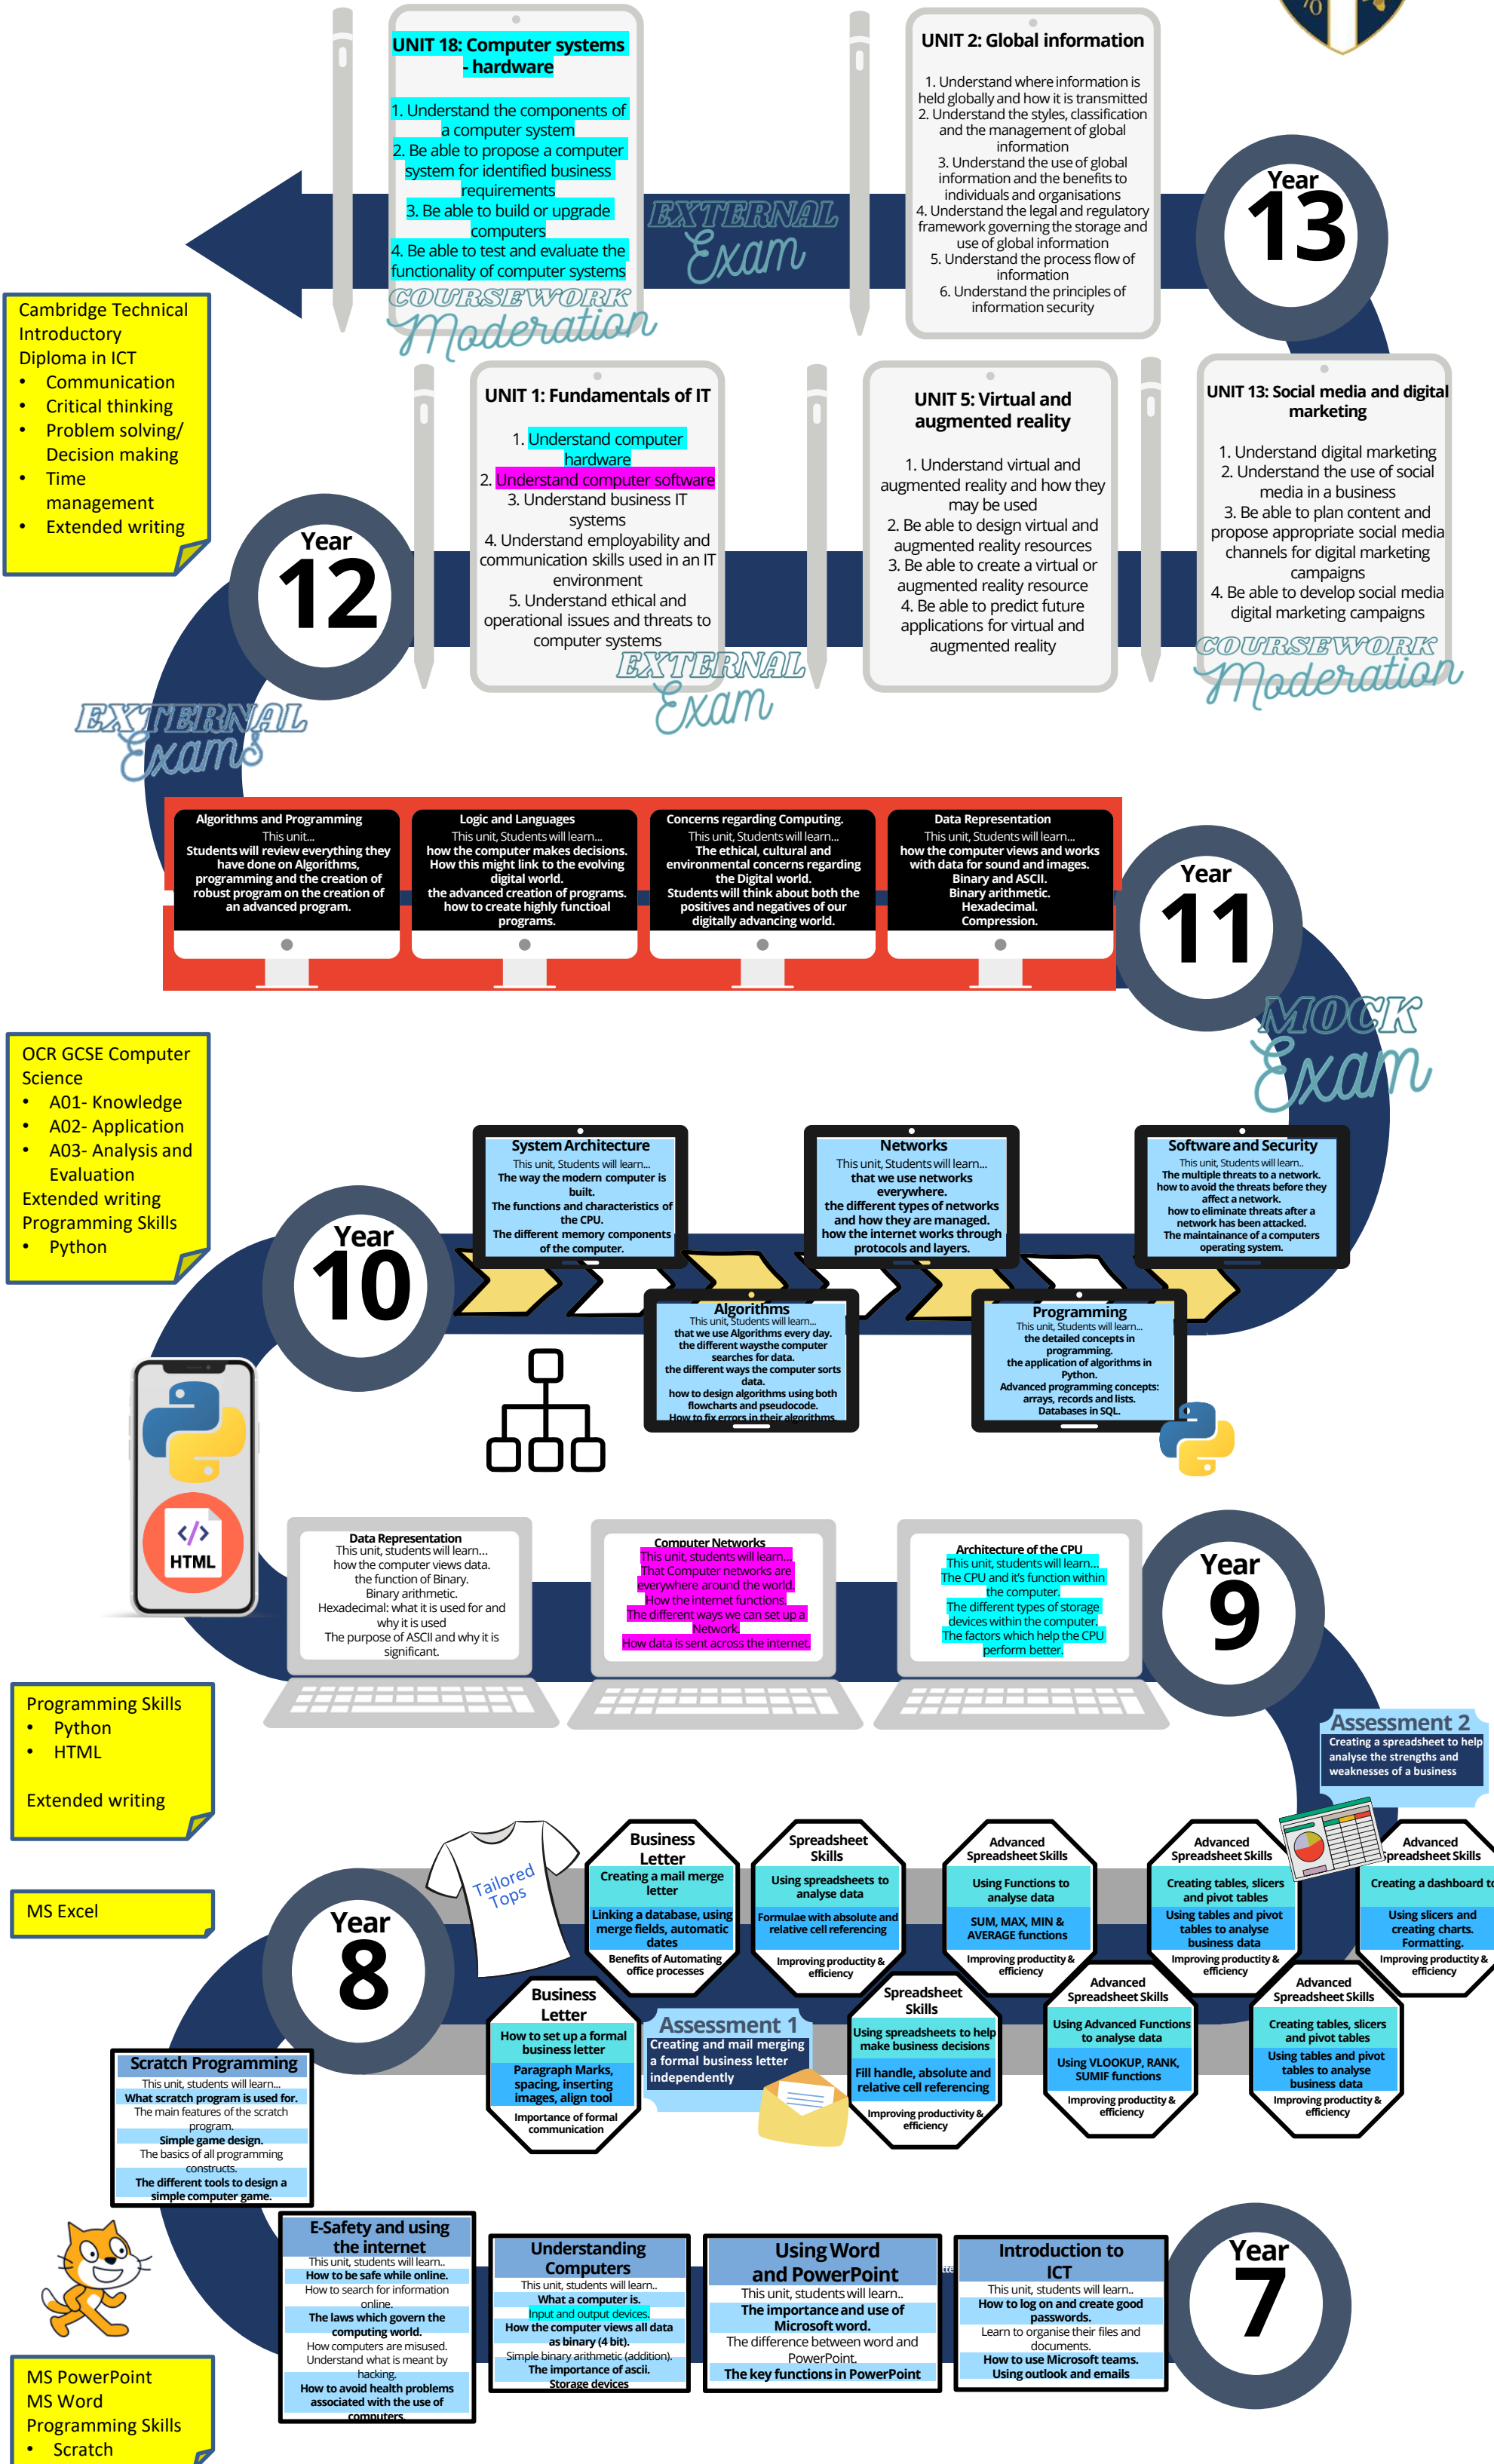 UNIT 18: Computer systems
- hardware
1. Understand the components of
a computer system
2. Be able to propose a computer
system for identified business
requirements
3. Be able to build or upgrade
computers
4. Be able to test and evaluate the
functionality of computer systems
COURSEWORK
Moderation
EXTERNAL
Exam
UNIT 2: Global information
1. Understand where information is
held globally and how it is transmitted
2. Understand the styles, classification
and the management of global
information
3. Understand the use of global
information and the benefits to
individuals and organisations
4. Understand the legal and regulatory
framework governing the storage and
use of global information
5. Understand the process flow of
information
6. Understand the principles of
information security
Year
13
Cambridge Technical
Introductory
Diploma in ICT
• Communication
• Critical thinking
• Problem solving/
Decision making
• Time
management
• Extended writing
Year
12
UNIT 1: Fundamentals of IT
1. Understand computer
hardware
2. Understand computer software
3. Understand business IT
systems
4. Understand employability and
communication skills used in an IT
environment
5. Understand ethical and
operational issues and threats to
computer systems
EXTERNAL
Exam
UNIT 5: Virtual and
augmented reality
1. Understand virtual and
augmented reality and how they
may be used
2. Be able to design virtual and
augmented reality resources
3. Be able to create a virtual or
augmented reality resource
4. Be able to predict future
applications for virtual and
augmented reality
UNIT 13: Social media and digital
marketing
1. Understand digital marketing
2. Understand the use of social
media in a business
3. Be able to plan content and
propose appropriate social media
channels for digital marketing
campaigns
4. Be able to develop social media
digital marketing campaigns
COURSEWORK
Moderation
EXTERNAL
Exams
Algorithms and Programming
This unit...
Students will review everything they
have done on Algorithms,
programming and the creation of
robust program on the creation of
an advanced program.
Logic and Languages
This unit, Students will learn...
how the computer makes decisions.
How this might link to the evolving
digital world.
the advanced creation of programs.
how to create highly functioal
programs.
Concerns regarding Computing.
This unit, Students will learn...
The ethical, cultural and
environmental concerns regarding
the Digital world.
Students will think about both the
positives and negatives of our
digitally advancing world.
Data Representation
This unit, Students will learn...
how the computer views and works
with data for sound and images.
Binary and ASCII.
Binary arithmetic.
Hexadecimal.
Compression.
Year
11
MOCK
Exam
OCR GCSE Computer
Science
• A01- Knowledge
• A02- Application
• A03- Analysis and
Evaluation
Extended writing
Programming Skills
• Python
Year
10
System Architecture
This unit, Students will learn...
The way the modern computer is
built.
The functions and characteristics of
the CPU.
The different memory components
of the computer.
Networks
This unit, Students will learn...
that we use networks
everywhere.
the different types of networks
and how they are managed.
how the internet works through
protocols and layers.
Software and Security
This unit, Students will learn..
The multiple threats to a network.
how to avoid the threats before they
affect a network.
how to eliminate threats after a
network has been attacked.
The maintainance of a computers
operating system.
Algorithms
This unit, Students will learn...
that we use Algorithms every day.
the different waysthe computer
searches for data.
the different ways the computer sorts
data.
how to design algorithms using both
flowcharts and pseudocode.
How to fix errors in their algorithms.
Programming
This unit, Students will learn...
the detailed concepts in
programming.
the application of algorithms in
Python.
Advanced programming concepts:
arrays, records and lists.
Databases in SQL.
</>
HTML
Data Representation
This unit, students will learn...
how the computer views data.
the function of Binary.
Binary arithmetic.
Hexadecimal: what it is used for and
why it is used
The purpose of ASCII and why it is
significant.
Computer Networks
This unit, students will learn...
That Computer networks are
everywhere around the world.
How the internet functions.
The different ways we can set up a
Network.
How data is sent across the internet.
Architecture of the CPU
This unit, students will learn...
The CPU and it's function within
the computer.
The different types of storage
devices within the computer.
The factors which help the CPU
perform better.
Year
9
Programming Skills
• Python
• HTML
Extended writing
Assessment 2
Creating a spreadsheet to help
analyse the strengths and
weaknesses of a business
MS Excel
Year
8
Tailored
Tops
Business
Letter
Creating a mail merge
letter
Linking a database, using
merge fields, automatic
dates
Benefits of Automating
office processes
Spreadsheet
Skills
Using spreadsheets to
analyse data
Formulae with absolute and
relative cell referencing
Improving productity &
efficiency
Advanced
Spreadsheet Skills
Using Functions to
analyse data
SUM, MAX, MIN &
AVERAGE functions
Improving productity &
efficiency
Advanced
Spreadsheet Skills
Creating tables, slicers
and pivot tables
Using tables and pivot
tables to analyse
business data
Improving productity &
efficiency
Advanced
Spreadsheet Skills
Creating a dashboard to
Using slicers and
creating charts.
Formatting.
Improving productity &
efficiency
Business
Letter
How to set up a formal
business letter
Paragraph Marks,
spacing, inserting
images, align tool
Importance of formal
communication
Assessment 1
Creating and mail merging
a formal business letter
independently
Spreadsheet
Skills
Using spreadsheets to help
make business decisions
Fill handle, absolute and
relative cell referencing
Improving productivity &
efficiency
Advanced
Spreadsheet Skills
Using Advanced Functions
to analyse data
Using VLOOKUP, RANK,
SUMIF functions
Improving productity &
efficiency
Advanced
Spreadsheet Skills
Creating tables, slicers
and pivot tables
Using tables and pivot
tables to analyse
business data
Improving productity &
efficiency
Scratch Programming
This unit, students will learn...
What scratch program is used for.
The main features of the scratch
program.
Simple game design.
The basics of all programming
constructs.
The different tools to design a
simple computer game.
E-Safety and using
the internet
This unit, students will learn..
How to be safe while online.
How to search for information
online.
The laws which govern the
computing world.
How computers are misused.
Understand what is meant by
hacking.
How to avoid health problems
associated with the use of
computers.
Understanding
Computers
This unit, students will learn..
What a computer is.
Input and output devices.
How the computer views all data
as binary (4 bit).
Simple binary arithmetic (addition).
The importance of ascii.
Storage devices
Using Word
and PowerPoint
This unit, students will learn..
The importance and use of
Microsoft word.
The difference between word and
PowerPoint.
The key functions in PowerPoint
Introduction to
ICT
This unit, students will learn..
How to log on and create good
passwords.
Learn to organise their files and
documents.
How to use Microsoft teams.
Using outlook and emails
Year
7
MS PowerPoint
MS Word
Programming Skills
• Scratch